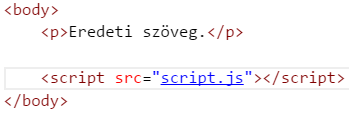 <body>
    <p>Eredeti szöveg.</p>
    <script src="script.js"></script>
</body>